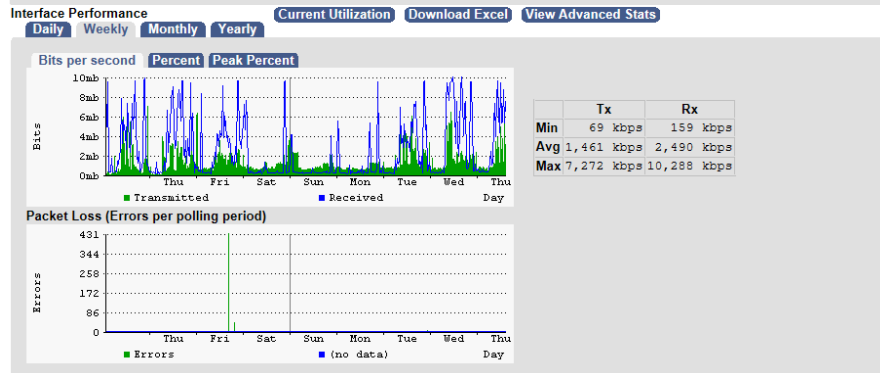 Interface Performance Current Utilization Download Excel View Advanced Stats
Daily Weekly Monthly Yearly
Bits per second Percent Peak Percent
10mb
8mb
6mb
4mb
2mb
0mb
Bits
Thu Fri Sat Sun Mon Tue Wed Thu
Transmitted Received Day
Tx Rx
Min 69 kbps 159 kbps
Avg 1,461 kbps 2,490 kbps
Max 7,272 kbps 10,288 kbps
Packet Loss (Errors per polling period)
431
344
258
172
86
0
Errors
Thu Fri Sat Sun Mon Tue Wed Thu
Errors (no data) Day